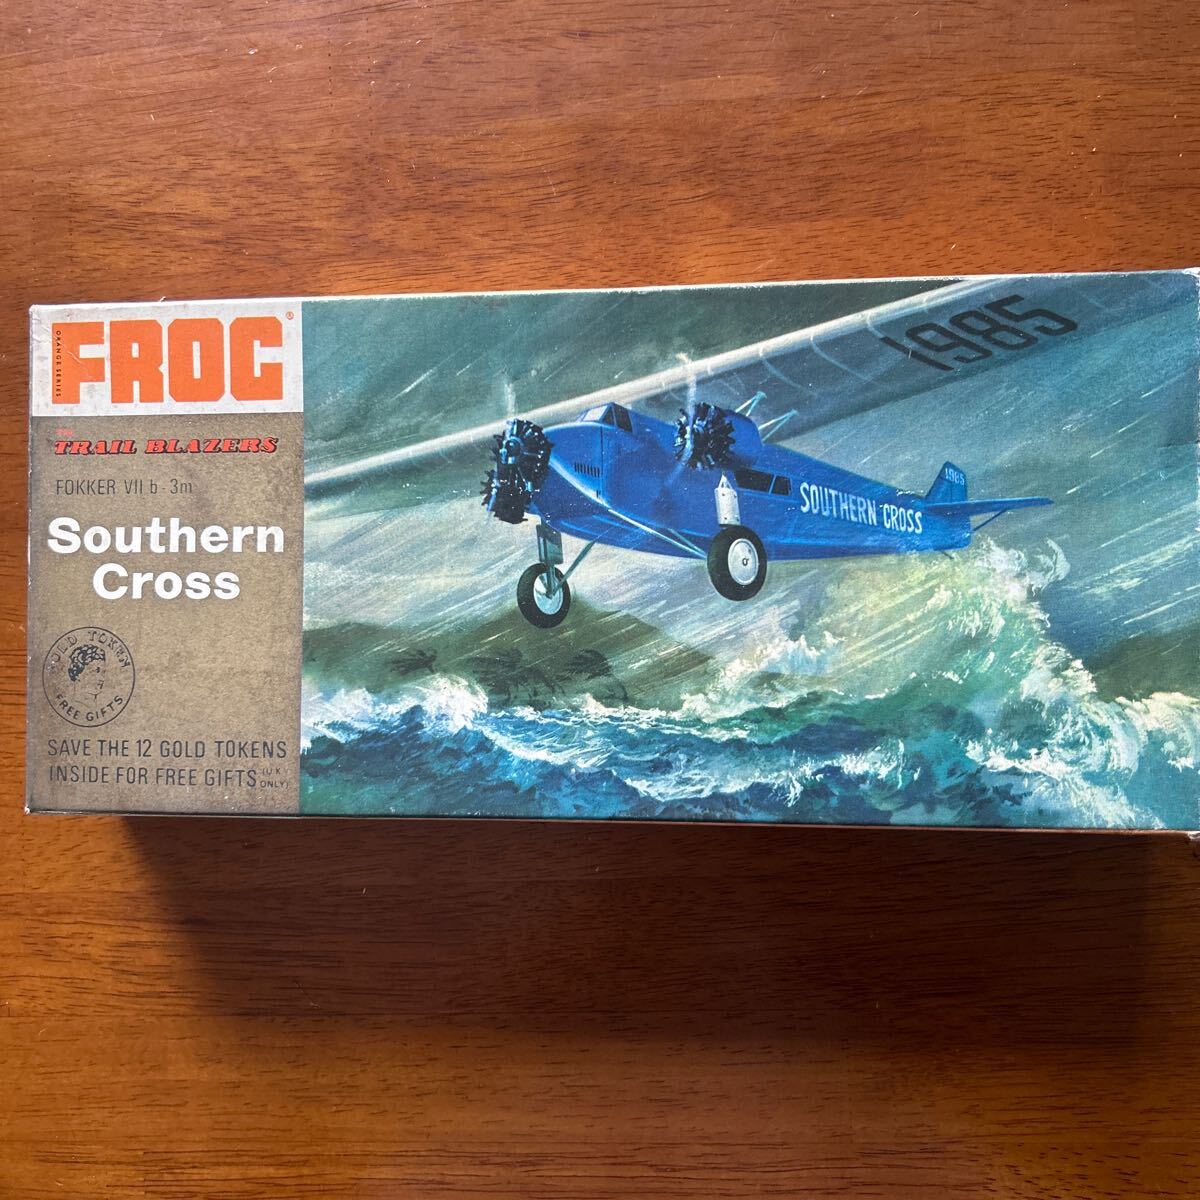 ORANGE SERIES
FROG®
THE
TRAIL BLAZERS
FOKKER VII b - 3m
Southern
Cross
GOLD TOKEN
FREE GIFTS
SAVE THE 12 GOLD TOKENS
INSIDE FOR FREE GIFTS (U.K. ONLY)
1985
1985
SOUTHERN CROSS